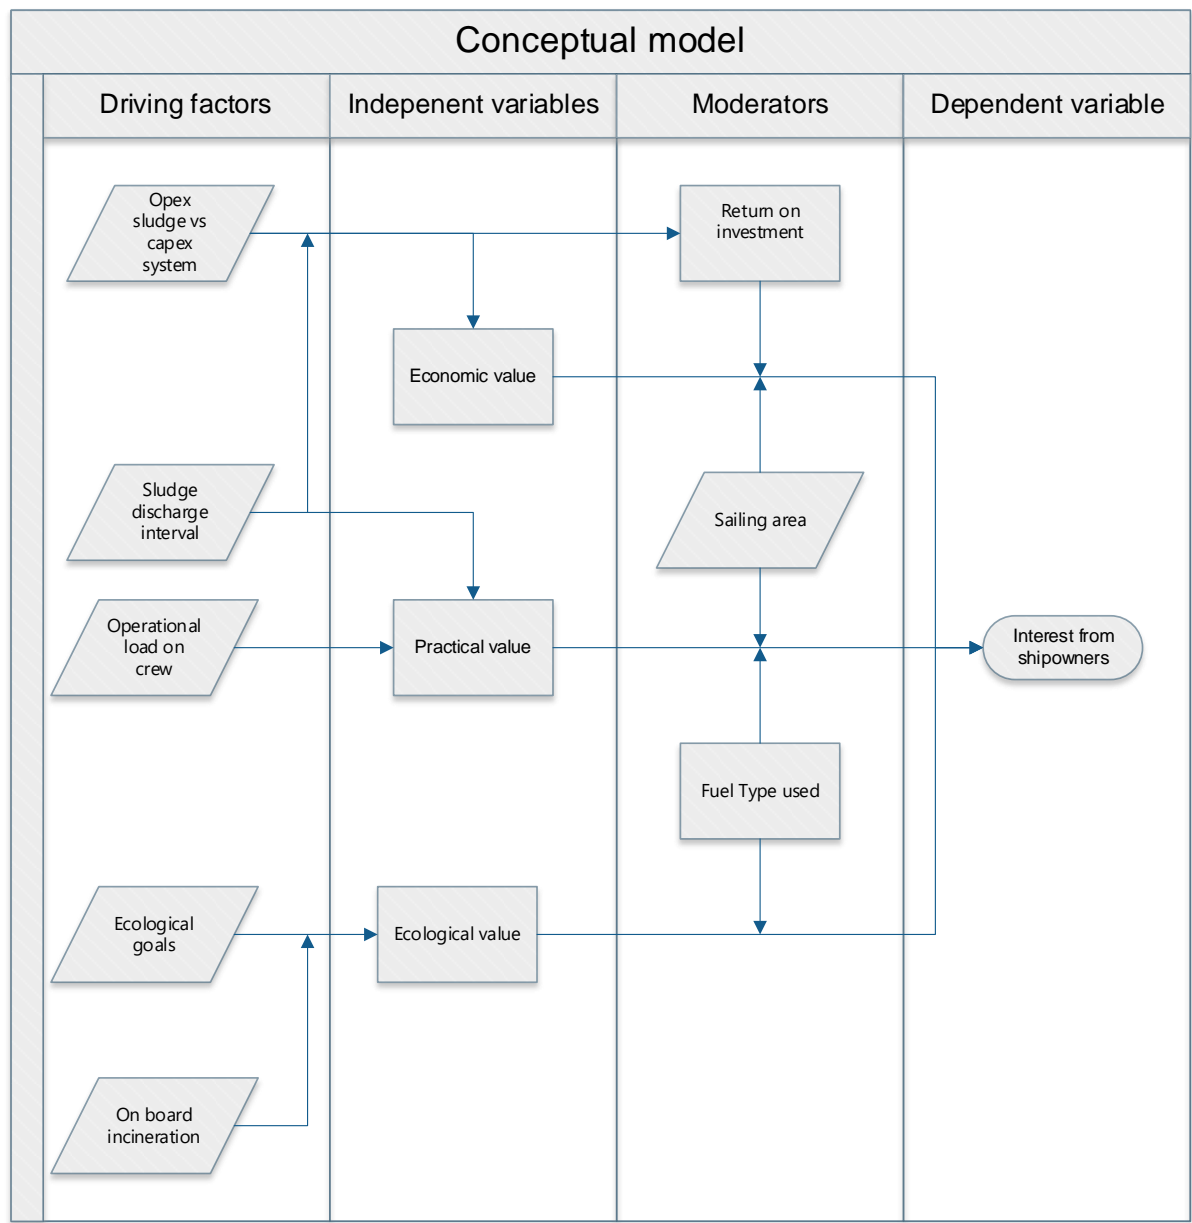 Conceptual model
Driving factors
Indepenent variables
Moderators
Dependent variable
Opex
sludge vs
capex
system
Return on
investment
Economic value
Sludge
discharge
interval
Sailing area
Operational
load on
crew
Practical value
Interest from
shipowners
Fuel Type used
Ecological
goals
Ecological value
On board
incineration